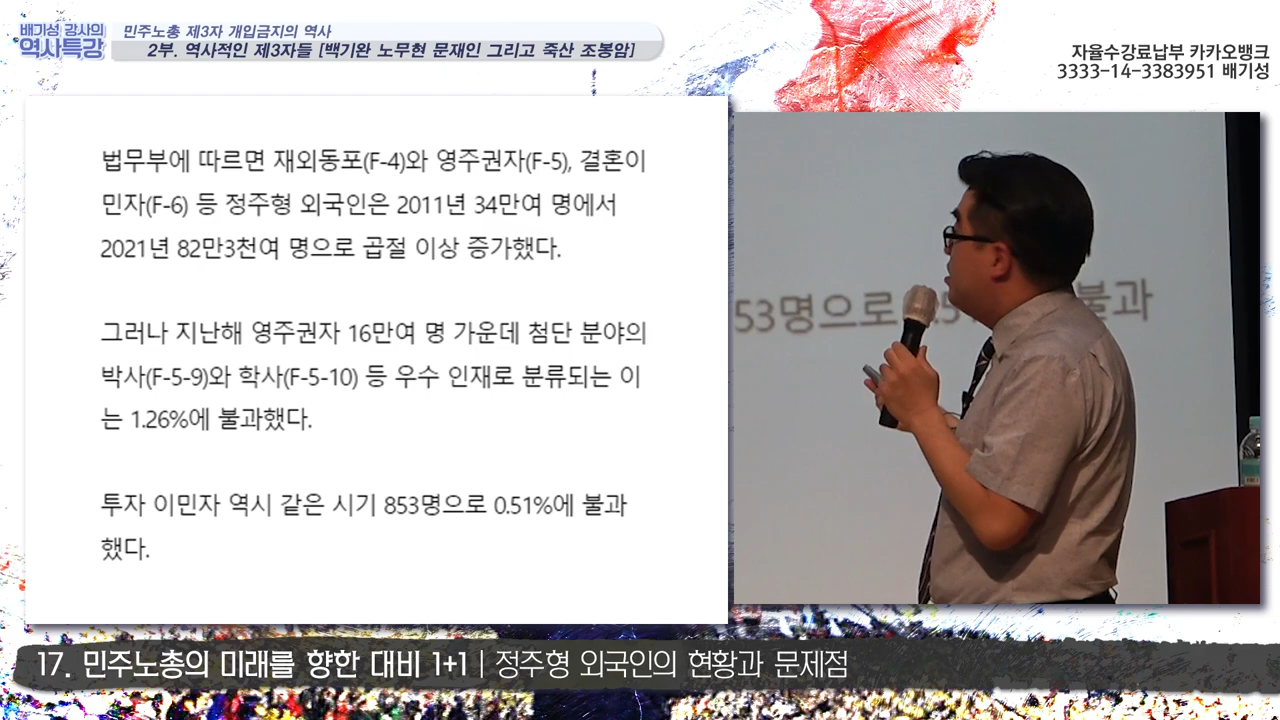 배기성 강사의
역사특강
민주노총 제3자 개입금지의 역사
2부. 역사적인 제3자들 [백기완 노무현 문재인 그리고 죽산 조봉암]
자율수강료납부 카카오뱅크
3333-14-3383951 배기성
법무부에 따르면 재외동포(F-4)와 영주권자(F-5), 결혼이
민자(F-6) 등 정주형 외국인은 2011년 34만여 명에서
2021년 82만3천여 명으로 곱절 이상 증가했다.
그러나 지난해 영주권자 16만여 명 가운데 첨단 분야의
박사(F-5-9)와 학사(F-5-10) 등 우수 인재로 분류되는 이
는 1.26%에 불과했다.
투자 이민자 역시 같은 시기 853명으로 0.51%에 불과
했다.
53명으로 불과
17. 민주노총의 미래를 향한 대비 1+1 | 정주형 외국인의 현황과 문제점